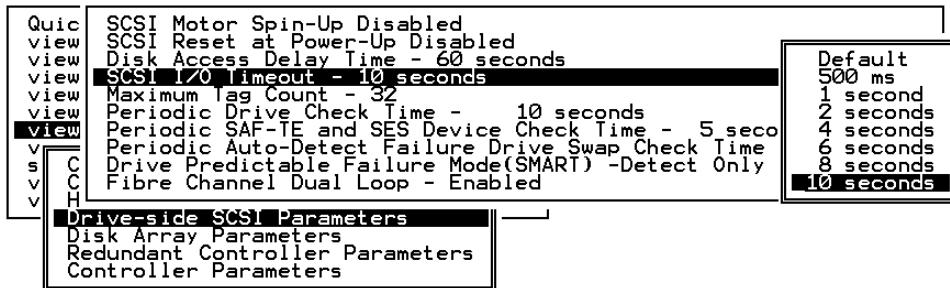 Quic
view
view
view
view
view
view
v
s
v
v
SCSI Motor Spin-Up Disabled
SCSI Reset at Power-Up Disabled
Disk Access Delay Time - 60 seconds
SCSI I/O Timeout - 10 seconds
Maximum Tag Count - 32
Periodic Drive Check Time -    10 seconds
Periodic SAF-TE and SES Device Check Time -  5 seco
Periodic Auto-Detect Failure Drive Swap Check Time
Drive Predictable Failure Mode(SMART) -Detect Only
Fibre Channel Dual Loop - Enabled
Default
500 ms
1 second
2 seconds
4 seconds
6 seconds
8 seconds
10 seconds
C
C
H
Drive-side SCSI Parameters
Disk Array Parameters
Redundant Controller Parameters
Controller Parameters